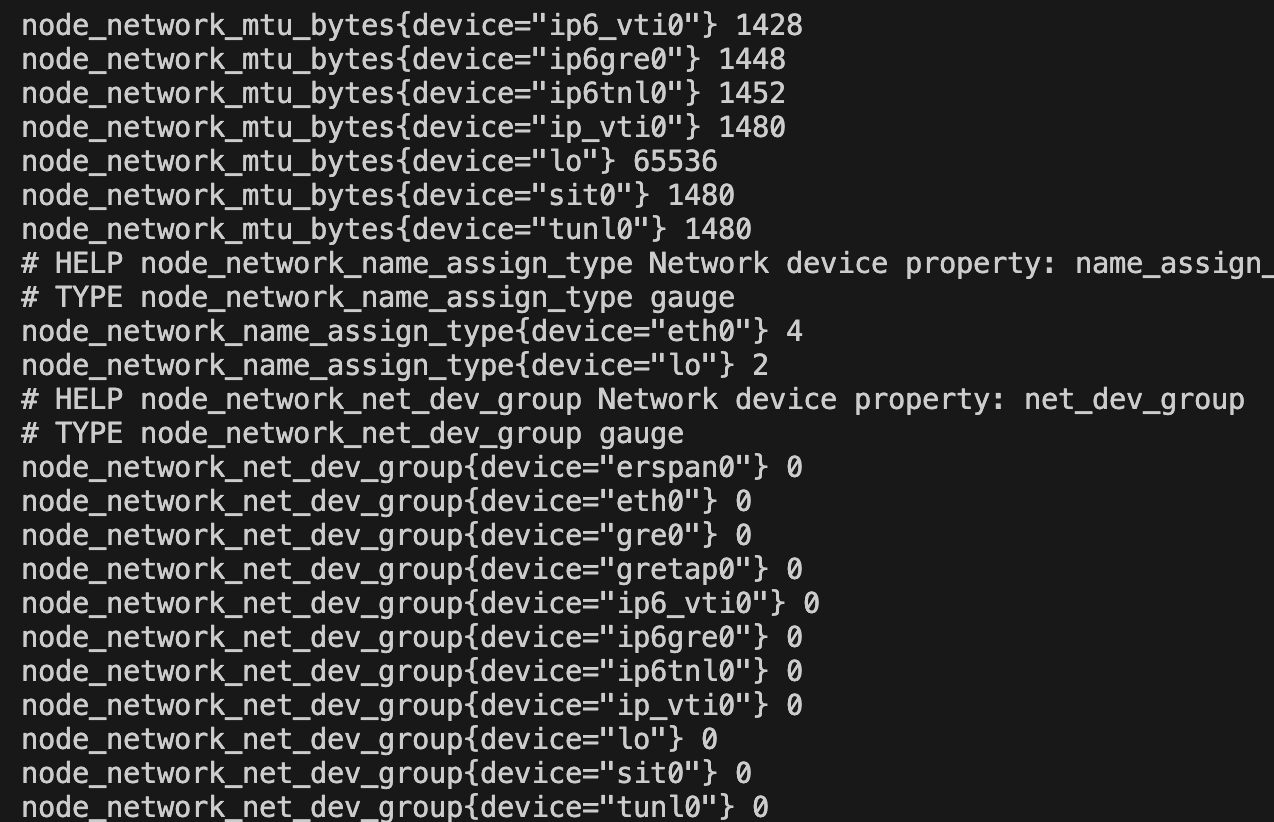 node_network_mtu_bytes{device="ip6_vti0"} 1428
node_network_mtu_bytes{device="ip6gre0"} 1448
node_network_mtu_bytes{device="ip6tnl0"} 1452
node_network_mtu_bytes{device="ip_vti0"} 1480
node_network_mtu_bytes{device="lo"} 65536
node_network_mtu_bytes{device="sit0"} 1480
node_network_mtu_bytes{device="tunl0"} 1480
# HELP node_network_name_assign_type Network device property: name_assign_
# TYPE node_network_name_assign_type gauge
node_network_name_assign_type{device="eth0"} 4
node_network_name_assign_type{device="lo"} 2
# HELP node_network_net_dev_group Network device property: net_dev_group
# TYPE node_network_net_dev_group gauge
node_network_net_dev_group{device="erspan0"} 0
node_network_net_dev_group{device="eth0"} 0
node_network_net_dev_group{device="gre0"} 0
node_network_net_dev_group{device="gretap0"} 0
node_network_net_dev_group{device="ip6_vti0"} 0
node_network_net_dev_group{device="ip6gre0"} 0
node_network_net_dev_group{device="ip6tnl0"} 0
node_network_net_dev_group{device="ip_vti0"} 0
node_network_net_dev_group{device="lo"} 0
node_network_net_dev_group{device="sit0"} 0
node_network_net_dev_group{device="tunl0"} 0